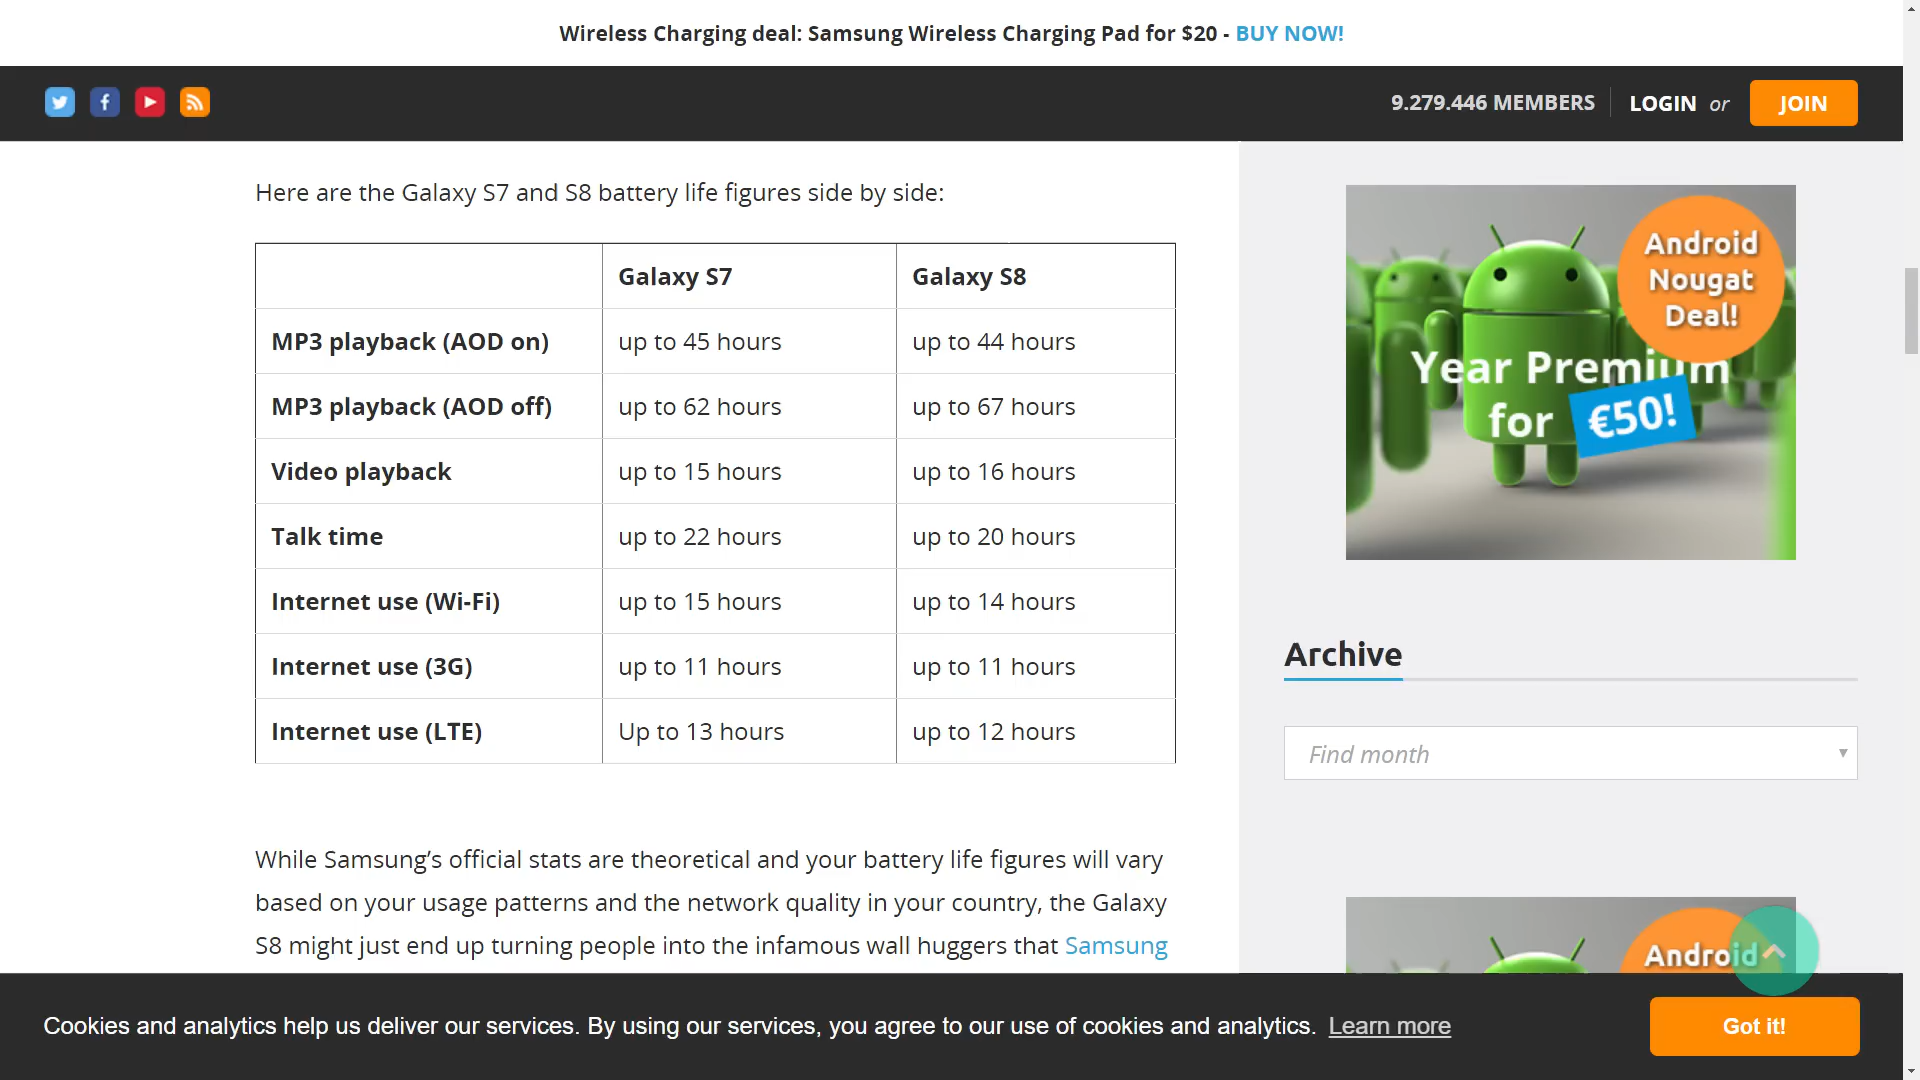 Wireless Charging deal: Samsung Wireless Charging Pad for $20 - BUY NOW!
9.279.446 MEMBERS LOGIN or JOIN
Here are the Galaxy S7 and S8 battery life figures side by side:
Galaxy S7 Galaxy S8
MP3 playback (AOD on) up to 45 hours up to 44 hours
MP3 playback (AOD off) up to 62 hours up to 67 hours
Video playback up to 15 hours up to 16 hours
Talk time up to 22 hours up to 20 hours
Internet use (Wi-Fi) up to 15 hours up to 14 hours
Internet use (3G) up to 11 hours up to 11 hours
Internet use (LTE) Up to 13 hours up to 12 hours
While Samsung’s official stats are theoretical and your battery life figures will vary
based on your usage patterns and the network quality in your country, the Galaxy
S8 might just end up turning people into the infamous wall huggers that Samsung
Android
Nougat
Deal!
Year Premium
for €50!
Archive
Find month
Android
Cookies and analytics help us deliver our services. By using our services, you agree to our use of cookies and analytics. Learn more
Got it!